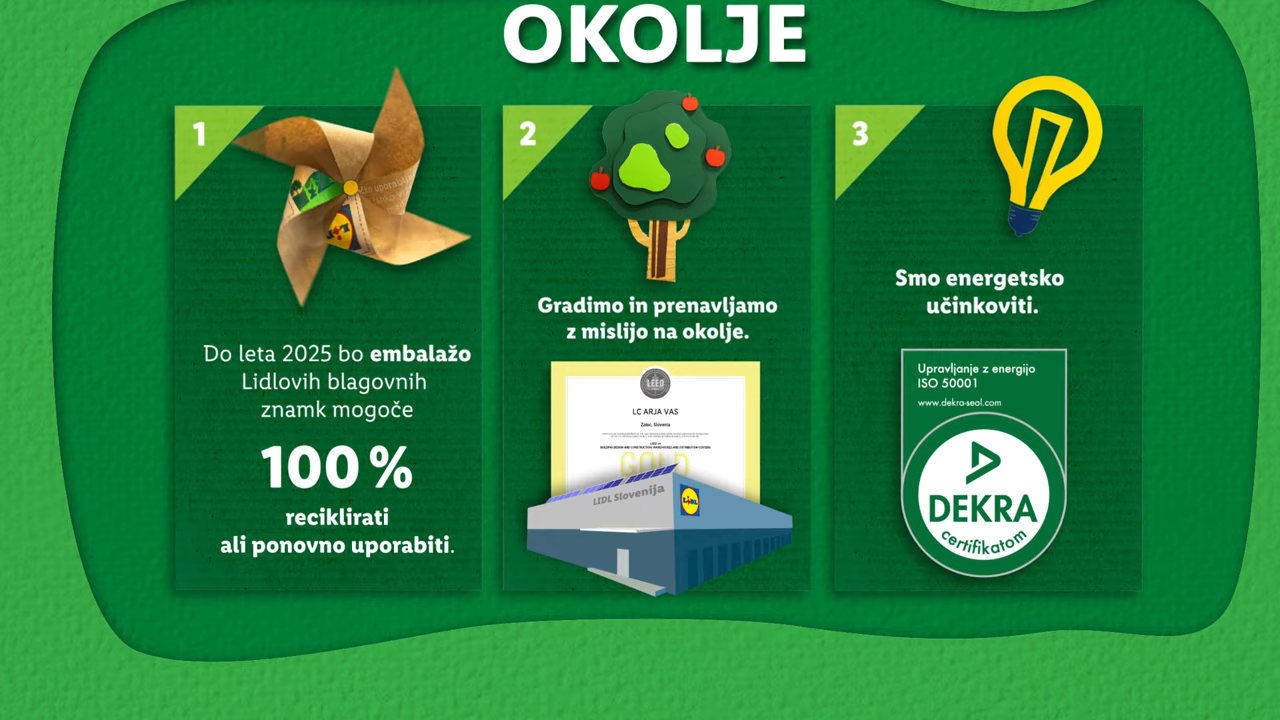 OKOLJE
1
Do leta 2025 bo embalažo
Lidlovih blagovnih
znamk mogoče
100 %
reciklirati
ali ponovno uporabiti.
2
Gradimo in prenavljamo
z mislijo na okolje.
LEED
LC ARJA VAS
Žalec, Slovenia
GOLD
LIDL Slovenija
LIDL
3
Smo energetsko
učinkoviti.
Upravljanje z energijo
ISO 50001
www.dekra-seal.com
DEKRA
certifikatom